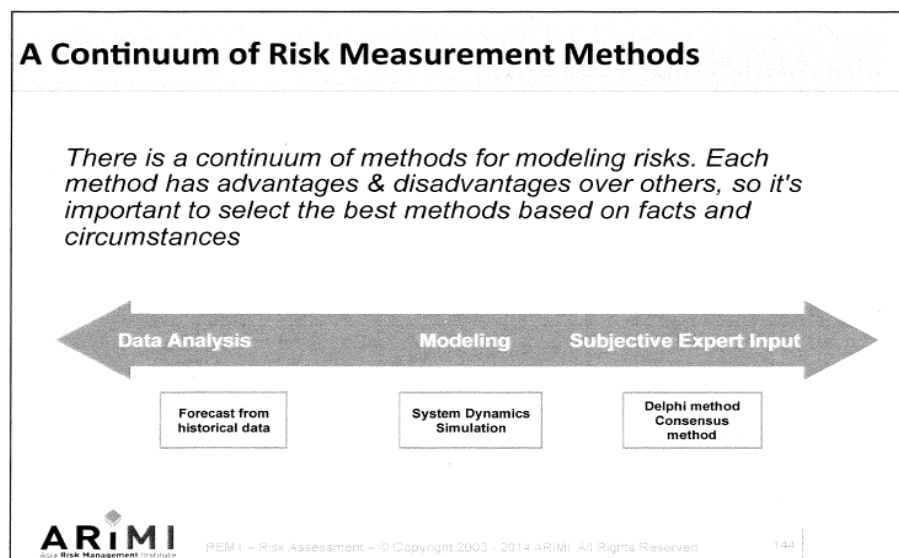 A Continuum of Risk Measurement Methods
There is a continuum of methods for modeling risks. Each
method has advantages & disadvantages over others, so it's
important to select the best methods based on facts and
circumstances
Data Analysis
Modeling
Subjective Expert Input
Forecast from
historical data
System Dynamics
Simulation
Delphi method
Consensus
method
ARiMI
Asia Risk Management Institute
REM1 – Risk Assessment – © Copyright 2003 - 2014 ARiMI. All Rights Reserved.
144